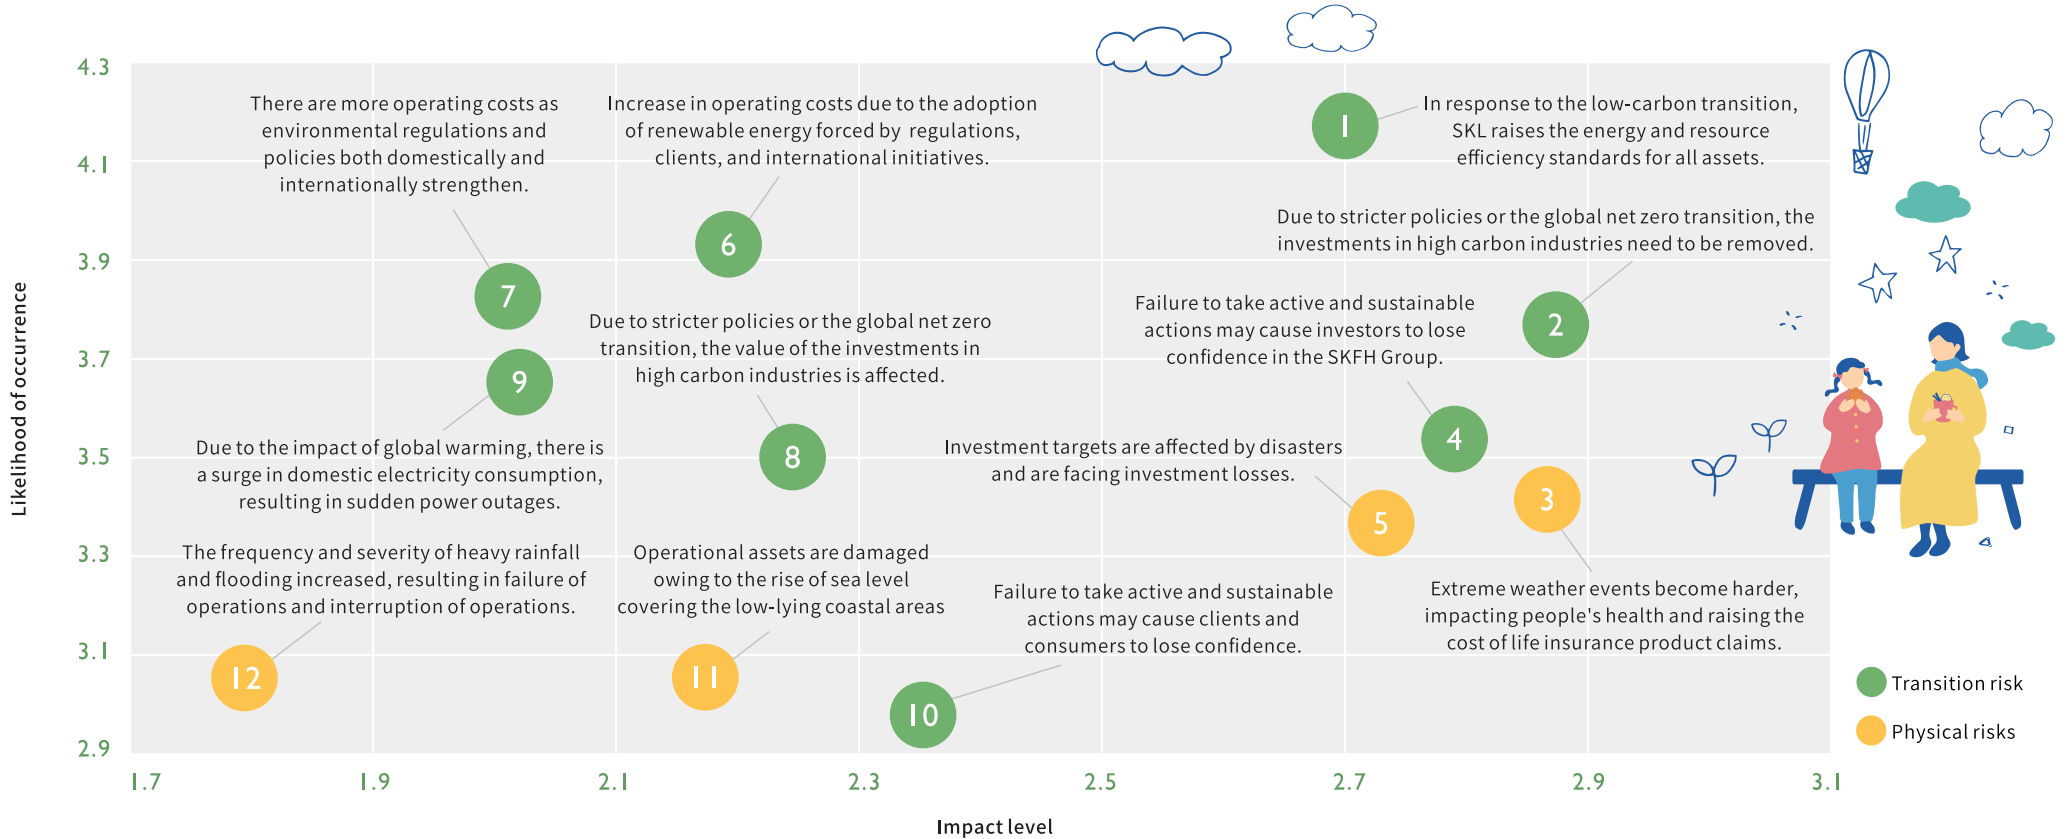 4.3
4.1
3.9
3.7
3.5
3.3
3.1
2.9
Likelihood of occurrence
There are more operating costs as
environmental regulations and
policies both domestically and
internationally strengthen.
7
Increase in operating costs due to the adoption
of renewable energy forced by regulations,
clients, and international initiatives.
6
1
In response to the low-carbon transition,
SKL raises the energy and resource
efficiency standards for all assets.
Due to stricter policies or the global net zero transition, the
investments in high carbon industries need to be removed.
2
Failure to take active and sustainable
actions may cause investors to lose
confidence in the SKFH Group.
4
Due to stricter policies or the global net zero
transition, the value of the investments in
high carbon industries is affected.
8
9
Due to the impact of global warming, there is
a surge in domestic electricity consumption,
resulting in sudden power outages.
Investment targets are affected by disasters
and are facing investment losses.
5
3
Extreme weather events become harder,
impacting people's health and raising the
cost of life insurance product claims.
The frequency and severity of heavy rainfall
and flooding increased, resulting in failure of
operations and interruption of operations.
12
Operational assets are damaged
owing to the rise of sea level
covering the low-lying coastal areas
11
Failure to take active and sustainable
actions may cause clients and
consumers to lose confidence.
10
Transition risk
Physical risks
1.7
1.9
2.1
2.3
2.5
2.7
2.9
3.1
Impact level